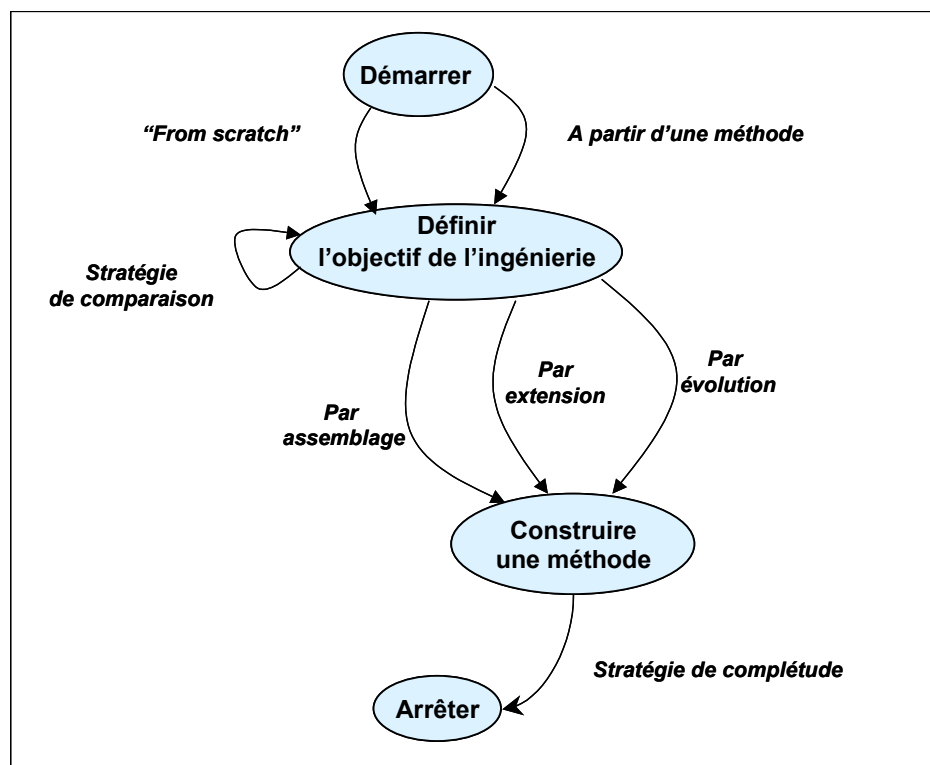 Démarrer
“From scratch”
A partir d’une méthode
Définir
l’objectif de l’ingénierie
Stratégie
de comparaison
Par
évolution
Par
extension
Par
assemblage
Construire
une méthode
Stratégie de complétude
Arrêter